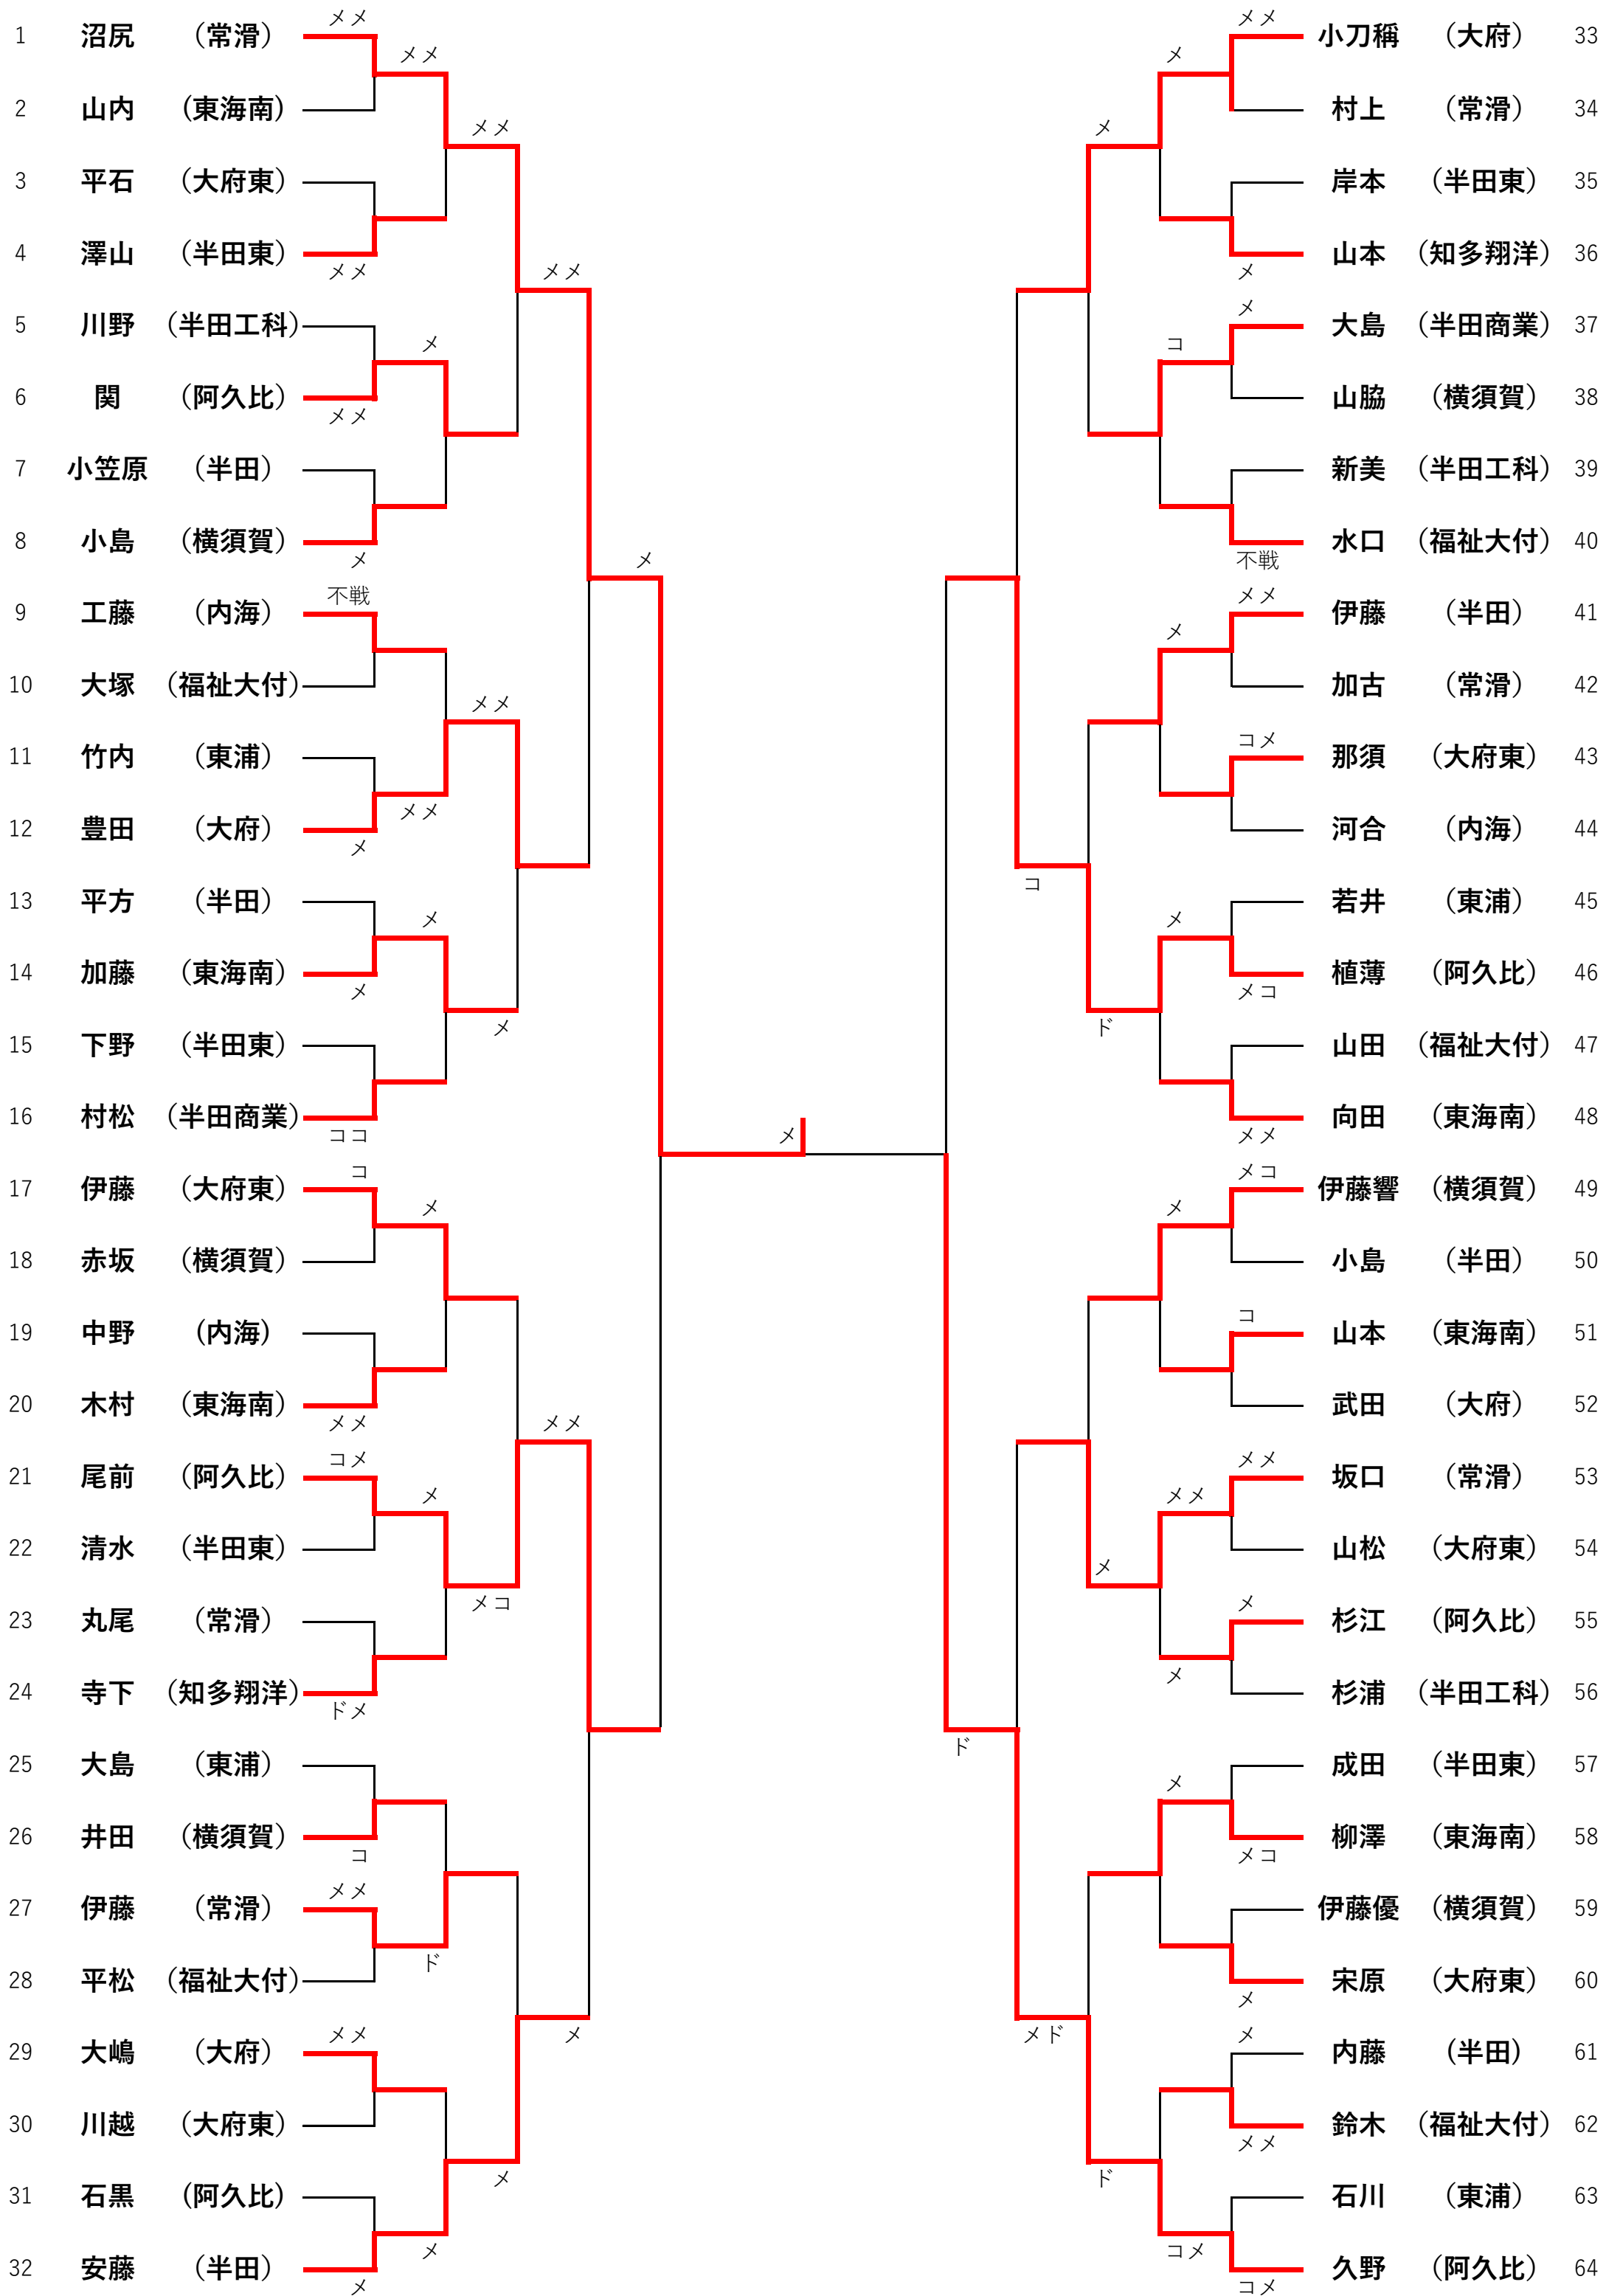 メメ
1 沼尻 （常滑）
メメ
2 山内 （東海南）
メメ
3 平石 （大府東）
4 澤山 （半田東）
メメ
メメ
5 川野 （半田工科）
メ
6 関 （阿久比）
メメ
7 小笠原 （半田）
8 小島 （横須賀）
メ
メ
不戦
9 工藤 （内海）
10 大塚 （福祉大付）
メメ
11 竹内 （東浦）
メメ
12 豊田 （大府）
メ
13 平方 （半田）
メ
14 加藤 （東海南）
メ
メ
15 下野 （半田東）
16 村松 （半田商業）
ココ
メ
コ
17 伊藤 （大府東）
メ
18 赤坂 （横須賀）
19 中野 （内海）
20 木村 （東海南）
メメ
メメ
コメ
21 尾前 （阿久比）
メ
22 清水 （半田東）
メコ
23 丸尾 （常滑）
24 寺下 （知多翔洋）
ドメ
25 大島 （東浦）
26 井田 （横須賀）
コ
メメ
27 伊藤 （常滑）
ド
28 平松 （福祉大付）
メメ
メ
29 大嶋 （大府）
30 川越 （大府東）
メ
31 石黒 （阿久比）
メ
32 安藤 （半田）
メ
メメ
小刀稱 （大府） 33
メ
村上 （常滑） 34
メ
岸本 （半田東） 35
山本 （知多翔洋） 36
メ
メ
大島 （半田商業） 37
コ
山脇 （横須賀） 38
新美 （半田工科） 39
水口 （福祉大付） 40
不戦
メメ
伊藤 （半田） 41
メ
加古 （常滑） 42
コメ
那須 （大府東） 43
河合 （内海） 44
コ
若井 （東浦） 45
メ
植薄 （阿久比） 46
メコ
ド
山田 （福祉大付） 47
向田 （東海南） 48
メメ
メコ
伊藤響 （横須賀） 49
メ
小島 （半田） 50
コ
山本 （東海南） 51
武田 （大府） 52
メメ
坂口 （常滑） 53
メメ
山松 （大府東） 54
メ
メ
杉江 （阿久比） 55
メ
杉浦 （半田工科） 56
ド
成田 （半田東） 57
メ
柳澤 （東海南） 58
メコ
伊藤優 （横須賀） 59
宋原 （大府東） 60
メ
メド
メ
内藤 （半田） 61
鈴木 （福祉大付） 62
メメ
ド
石川 （東浦） 63
コメ
久野 （阿久比） 64
コメ